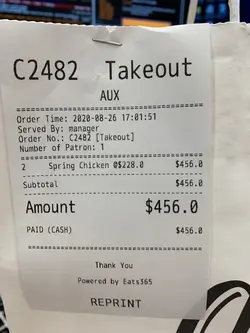 C2482 Takeout
AUX
Order Time: 2020-08-26 17:01:51
Served By: manager
Order No.: C2482 [Takeout]
Number of Patron: 1
2 Spring Chicken @$228.0 $456.0
Subtotal $456.0
Amount $456.0
PAID (CASH) $456.0
Thank You
Powered by Eats365
REPRINT